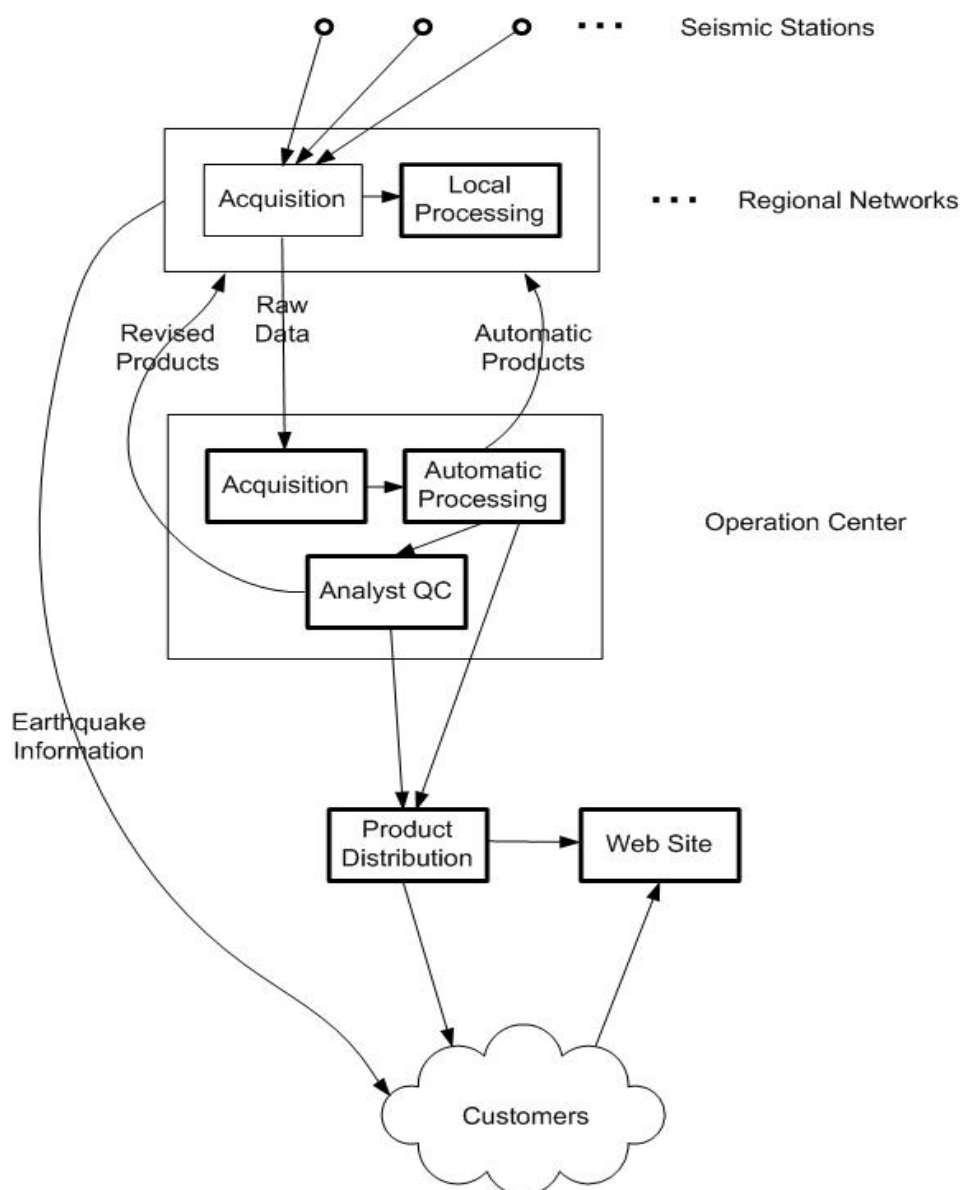 Seismic Stations
Acquisition
Local
Processing
Regional Networks
Raw
Data
Revised
Products
Automatic
Products
Acquisition
Automatic
Processing
Operation Center
Analyst QC
Earthquake
Information
Product
Distribution
Web Site
Customers